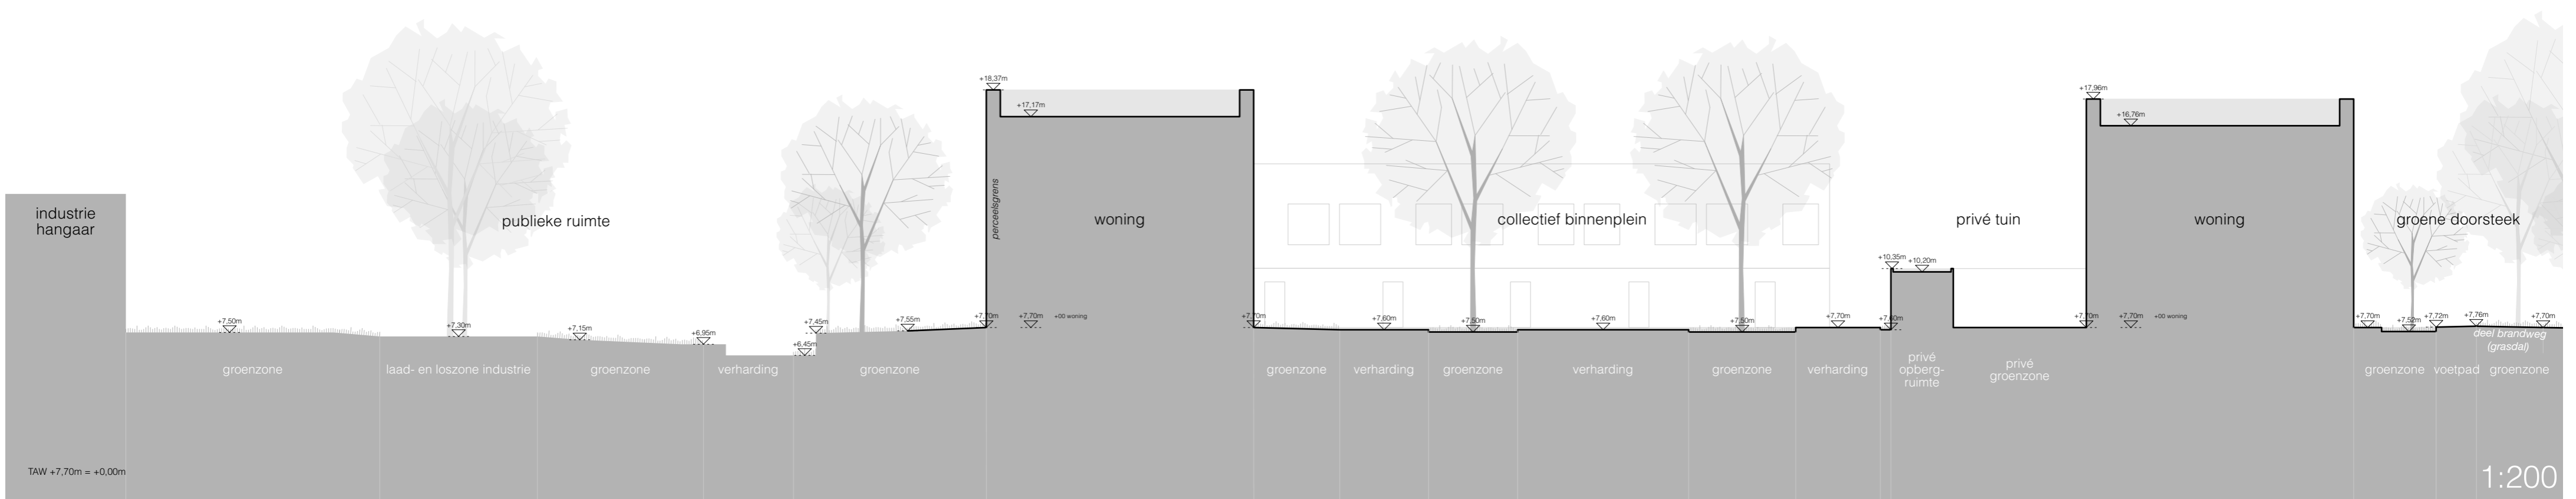 +18,37m
+17,96m
+17,17m
+16,76m
perceelsgrens
industrie
hangaar
publieke ruimte
woning
collectief binnenplein
privé tuin
woning
groene doorsteek
+10,35m
+10,20m
+7,50m
+7,30m
+7,15m
+6,95m
+6,45m
+7,45m
+7,55m
+7,70m
+7,70m
+00 woning
+7,70m
+7,60m
+7,50m
+7,60m
+7,50m
+7,70m
+7,70m
+7,70m
+00 woning
+7,70m
+7,52m
+7,72m
+7,76m
+7,70m
deel brandweg
(grasdal)
groenzone
laad- en loszone industrie
groenzone
verharding
groenzone
groenzone
verharding
groenzone
verharding
groenzone
verharding
privé
opberg-
ruimte
privé
groenzone
groenzone
voetpad
groenzone
TAW +7,70m = +0,00m
1:200